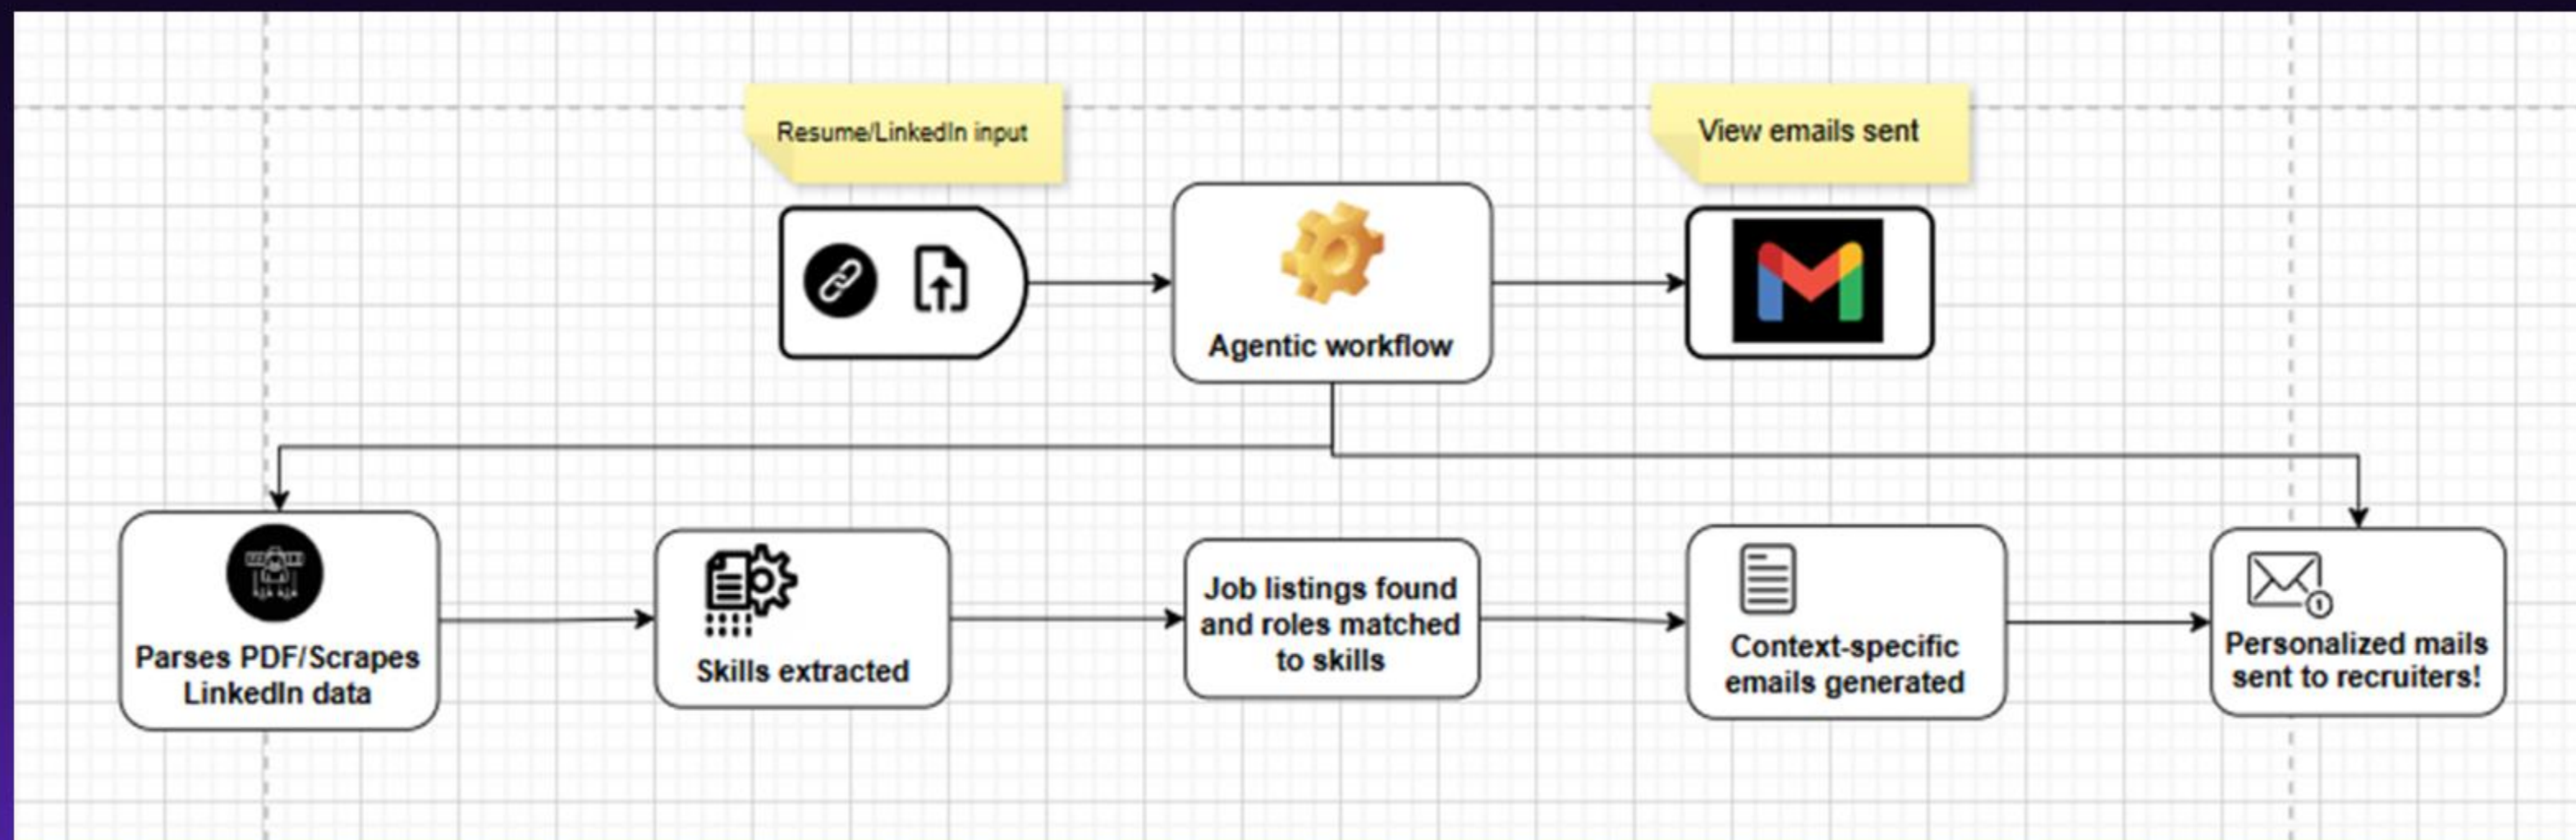 Resume/LinkedIn input
View emails sent
Agentic workflow
Parses PDF/Scrapes
LinkedIn data
Skills extracted
Job listings found
and roles matched
to skills
Context-specific
emails generated
1
Personalized mails
sent to recruiters!